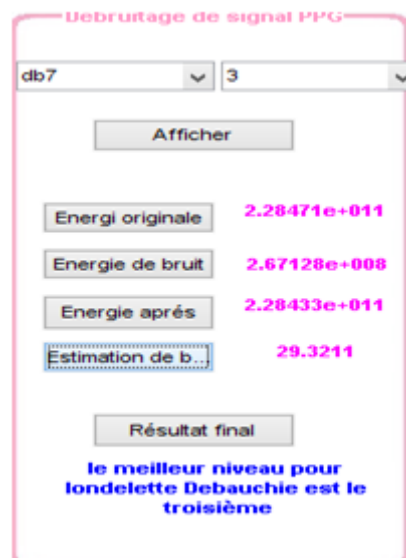 Debruitage de signal PPG
db7 3
Afficher
Energi originale 2.28471e+011
Energie de bruit 2.67128e+008
Energie aprés 2.28433e+011
Estimation de b... 29.3211
Résultat final
le meilleur niveau pour
londelette Debauchie est le
troisième